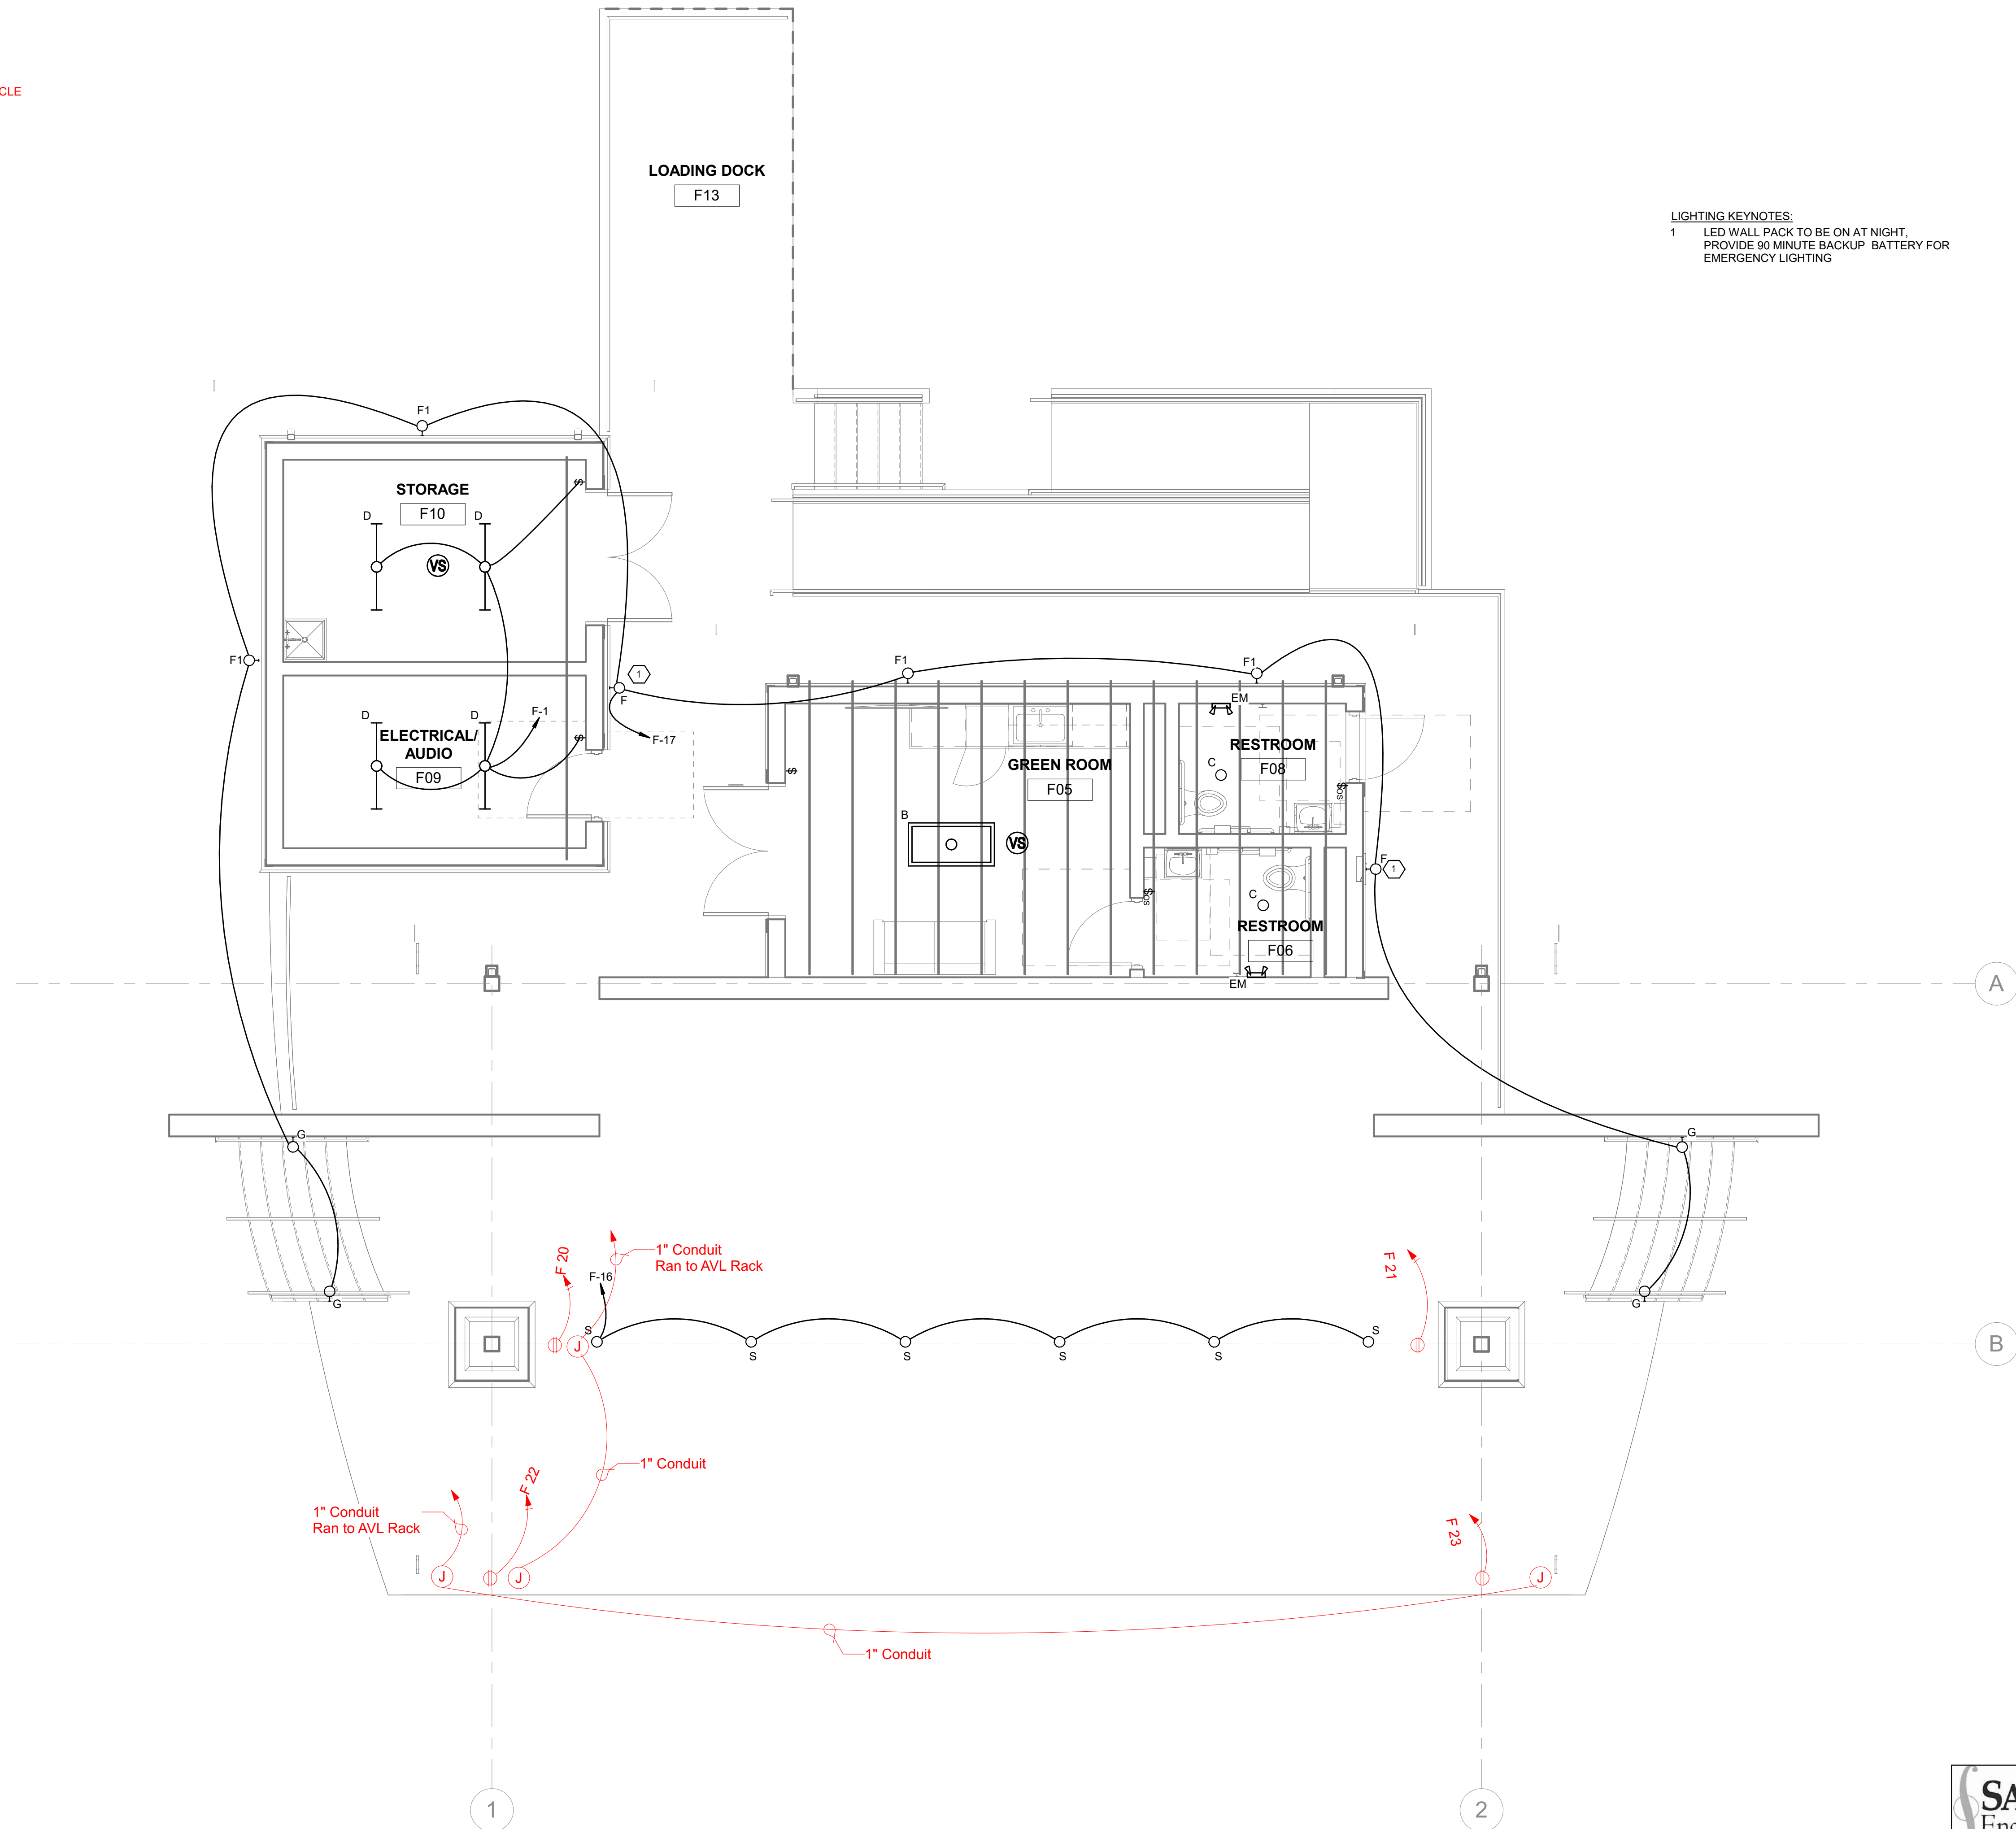 CLE
LOADING DOCK
F13
LIGHTING KEYNOTES:
1 LED WALL PACK TO BE ON AT NIGHT,
PROVIDE 90 MINUTE BACKUP BATTERY FOR
EMERGENCY LIGHTING
F1
STORAGE
F10
D
D
VS
$
F1
1
F
F-17
F1
F1
D
D
ELECTRICAL/
AUDIO
F09
F-1
$
EM
RESTROOM
F08
C
$
OS
GREEN ROOM
F05
$
B
VS
F
1
C
$
OS
RESTROOM
F06
EM
A
G
G
G
G
F 20
1" Conduit
Ran to AVL Rack
F-16
F 21
S
J
S
S
S
S
S
B
1" Conduit
F 22
1" Conduit
Ran to AVL Rack
F 23
J
J
J
1" Conduit
1
2
SA